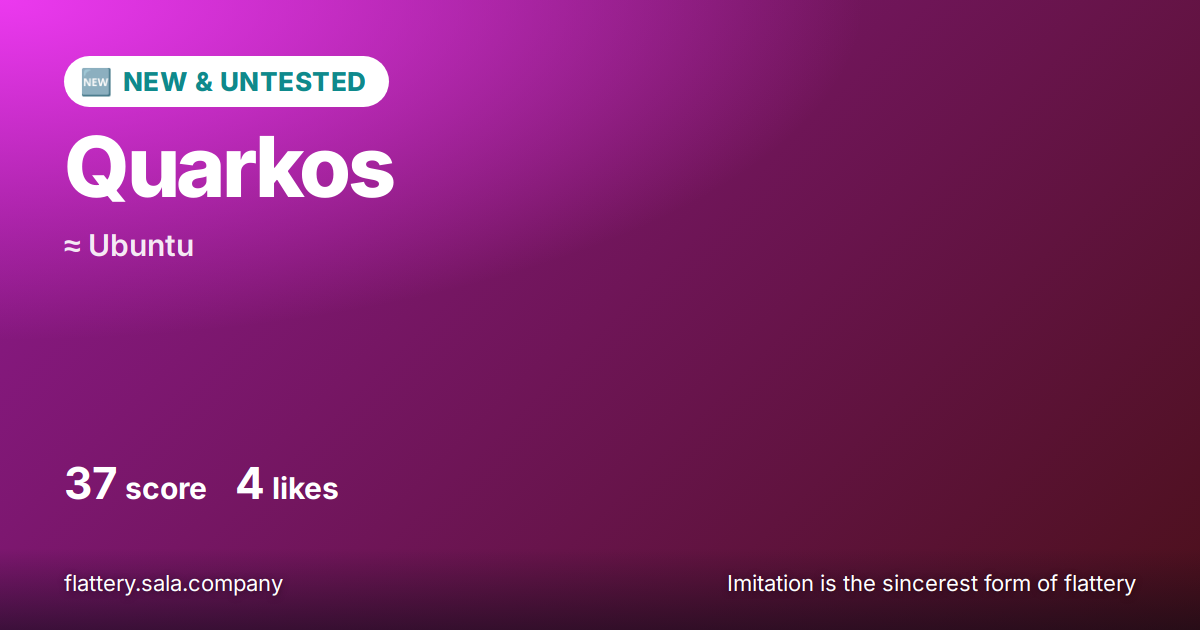 🆕 NEW & UNTESTED
Quarkos
≈ Ubuntu
37 score 4 likes
flattery.sala.company
Imitation is the sincerest form of flattery